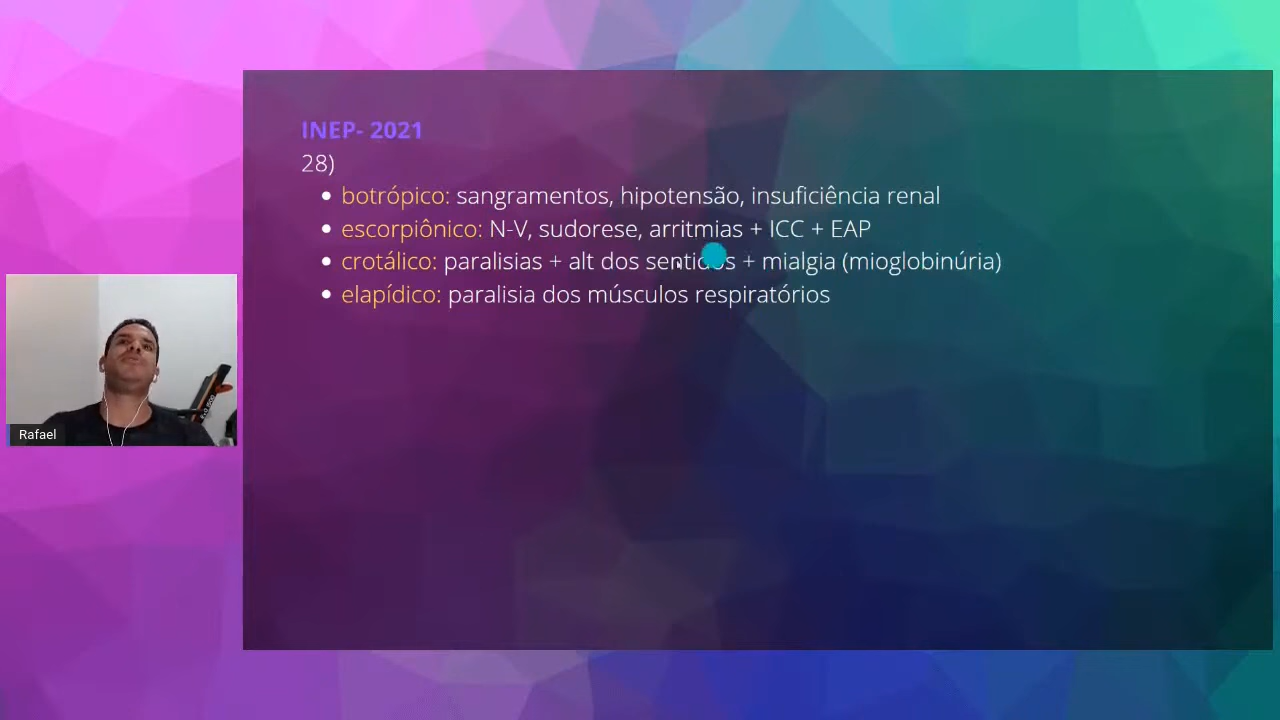 INEP- 2021
28)
botrópico: sangramentos, hipotensão, insuficiência renal
escorpiônico: N-V, sudorese, arritmias + ICC + EAP
crotálico: paralisias + alt dos sentidos + mialgia (mioglobinúria)
elapídico: paralisia dos músculos respiratórios
Rafael